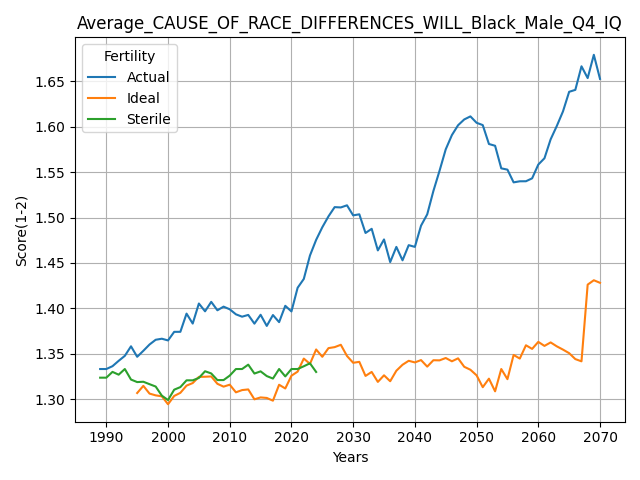 Average_CAUSE_OF_RACE_DIFFERENCES_WILL_Black_Male_Q4_IQ
Fertility
Actual
Ideal
Sterile
Score(1-2)
1.65
1.60
1.55
1.50
1.45
1.40
1.35
1.30
1990 2000 2010 2020 2030 2040 2050 2060 2070
Years